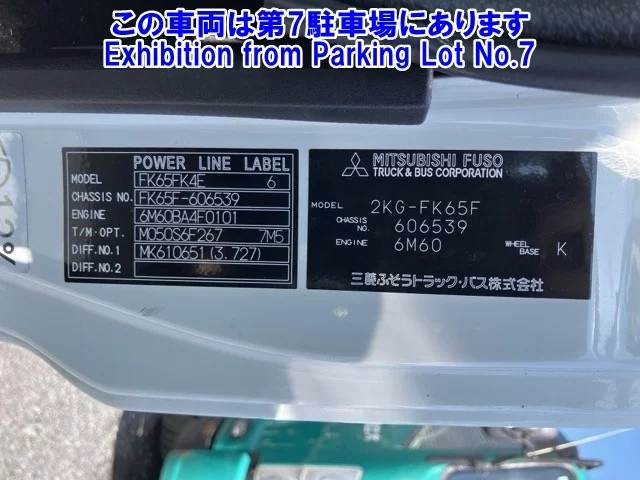 この車両は第7駐車場にあります
Exhibition from Parking Lot No.7
POWER LINE LABEL
MODEL FK65FK4E 6
CHASSIS NO. FK65F-606539
ENGINE 6M60BA4F0101
T/M・OPT. M050S6F267 7M5
DIFF.NO.1 MK610651 (3.727)
DIFF.NO.2
MITSUBISHI FUSO
TRUCK & BUS CORPORATION
MODEL 2KG-FK65F
CHASSIS NO. 606539
ENGINE 6M60 WHEEL BASE K
三菱ふそうトラック・バス株式会社